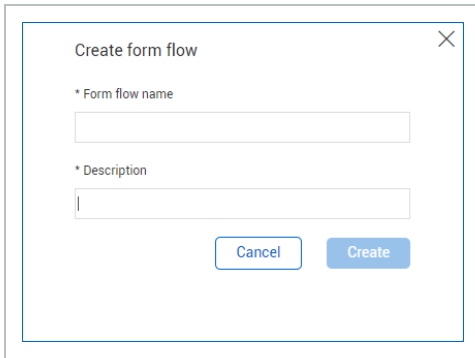 Create form flow
* Form flow name
* Description
Cancel Create